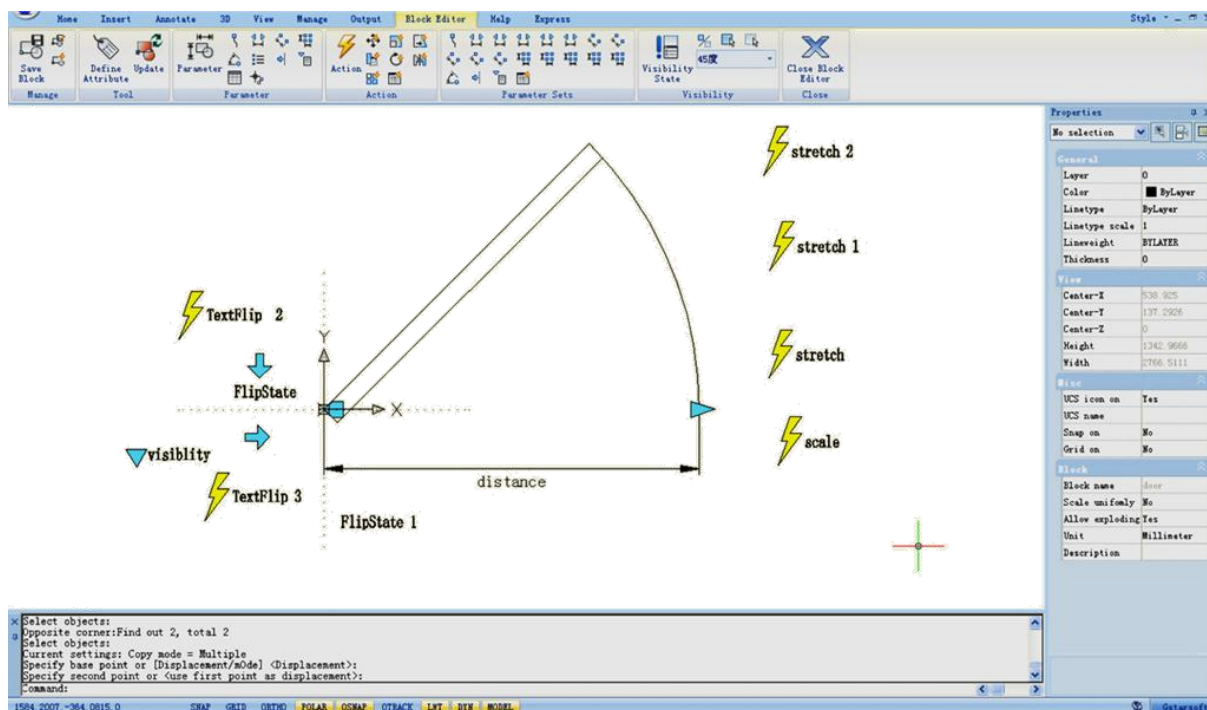 Home Insert Annotate 3D View Manage Output Block Editor Help Express Style
Save Block
Define Attribute
Update
Parameter
Action
45度
Visibility State
Close Block Editor
Manage Tool Parameter Action Parameter Sets Visibility Close
Properties
No selection
General
Layer 0
Color ByLayer
Linetype ByLayer
Linetype scale 1
Lineweight BYLAYER
Thickness 0
View
Center-X 538.925
Center-Y 137.2926
Center-Z 0
Height 1342.9666
Width 2766.5111
Misc
UCS icon on Yes
UCS name
Snap on No
Grid on No
Block
Block name door
Scale unifomly No
Allow exploding Yes
Unit Millimeter
Description
stretch 2
stretch 1
TextFlip 2
Y
stretch
FlipState
X
scale
visiblity
distance
TextFlip 3
FlipState 1
Select objects:
Opposite corner:Find out 2, total 2
Select objects:
Current settings: Copy mode = Multiple
Specify base point or [Displacement/mOde] <Displacement>:
Specify second point or <use first point as displacement>:
Command:
1584.2007,-364.0815,0 SNAP GRID ORTHO POLAR OSNAP OTRACK LWT DYN MODEL Gstarsoft